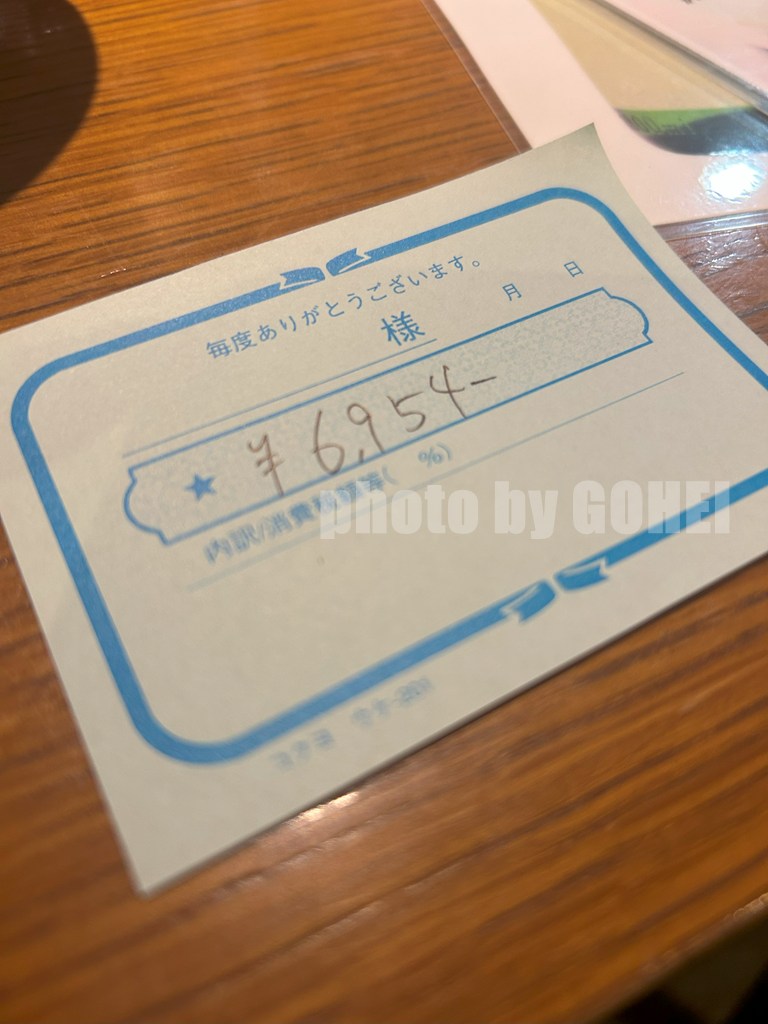 毎度ありがとうございます。
月 日
様
★ ¥6,954-
内訳/消費税額等( %)
photo by GOHEI